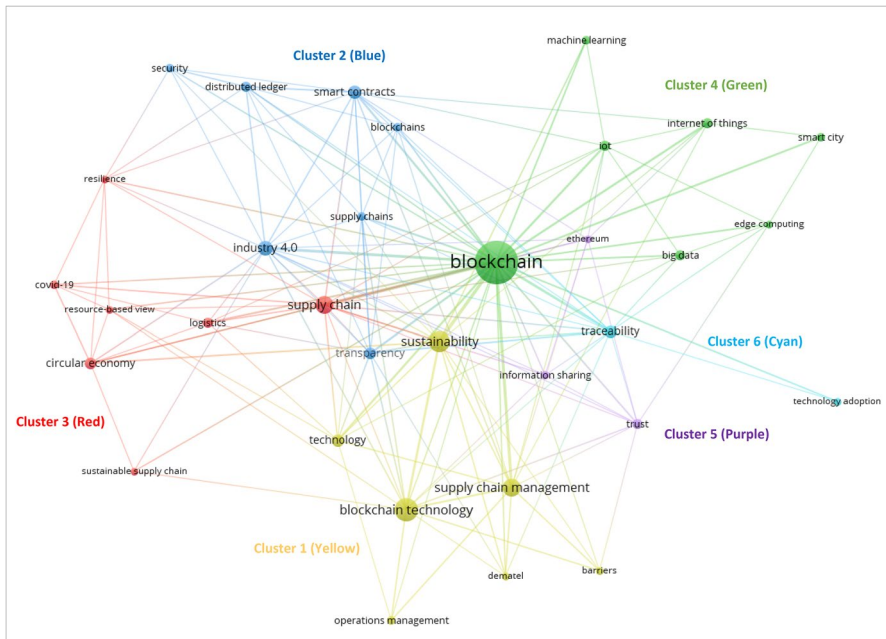 machine learning
Cluster 2 (Blue)
security
distributed ledger
smart contracts
Cluster 4 (Green)
blockchains
internet of things
smart city
iot
resilience
supply chains
edge computing
industry 4.0
ethereum
big data
blockchain
covid-19
supply chain
resource-based view
logistics
traceability
sustainability
Cluster 6 (Cyan)
transparency
circular economy
information sharing
technology adoption
Cluster 3 (Red)
trust
Cluster 5 (Purple)
technology
sustainable supply chain
supply chain management
blockchain technology
Cluster 1 (Yellow)
dematel
barriers
operations management